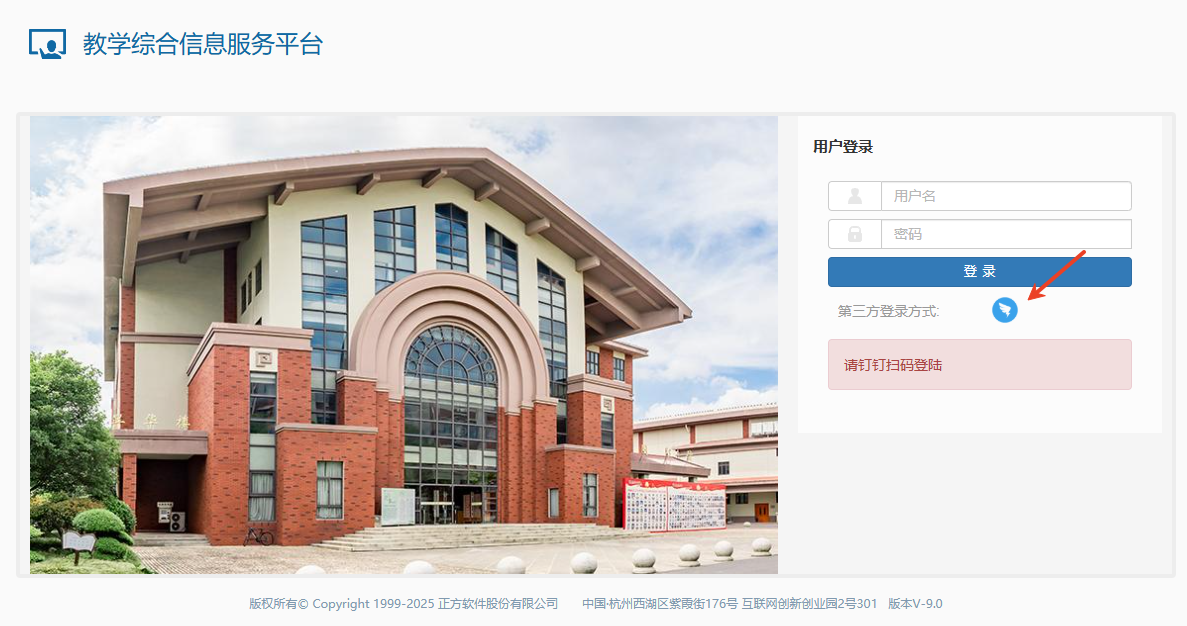 教学综合信息服务平台
用户登录
用户名
密码
登 录
第三方登录方式:
请钉钉扫码登陆
版权所有© Copyright 1999-2025 正方软件股份有限公司 中国·杭州西湖区紫霞街176号 互联网创新创业园2号301 版本V-9.0